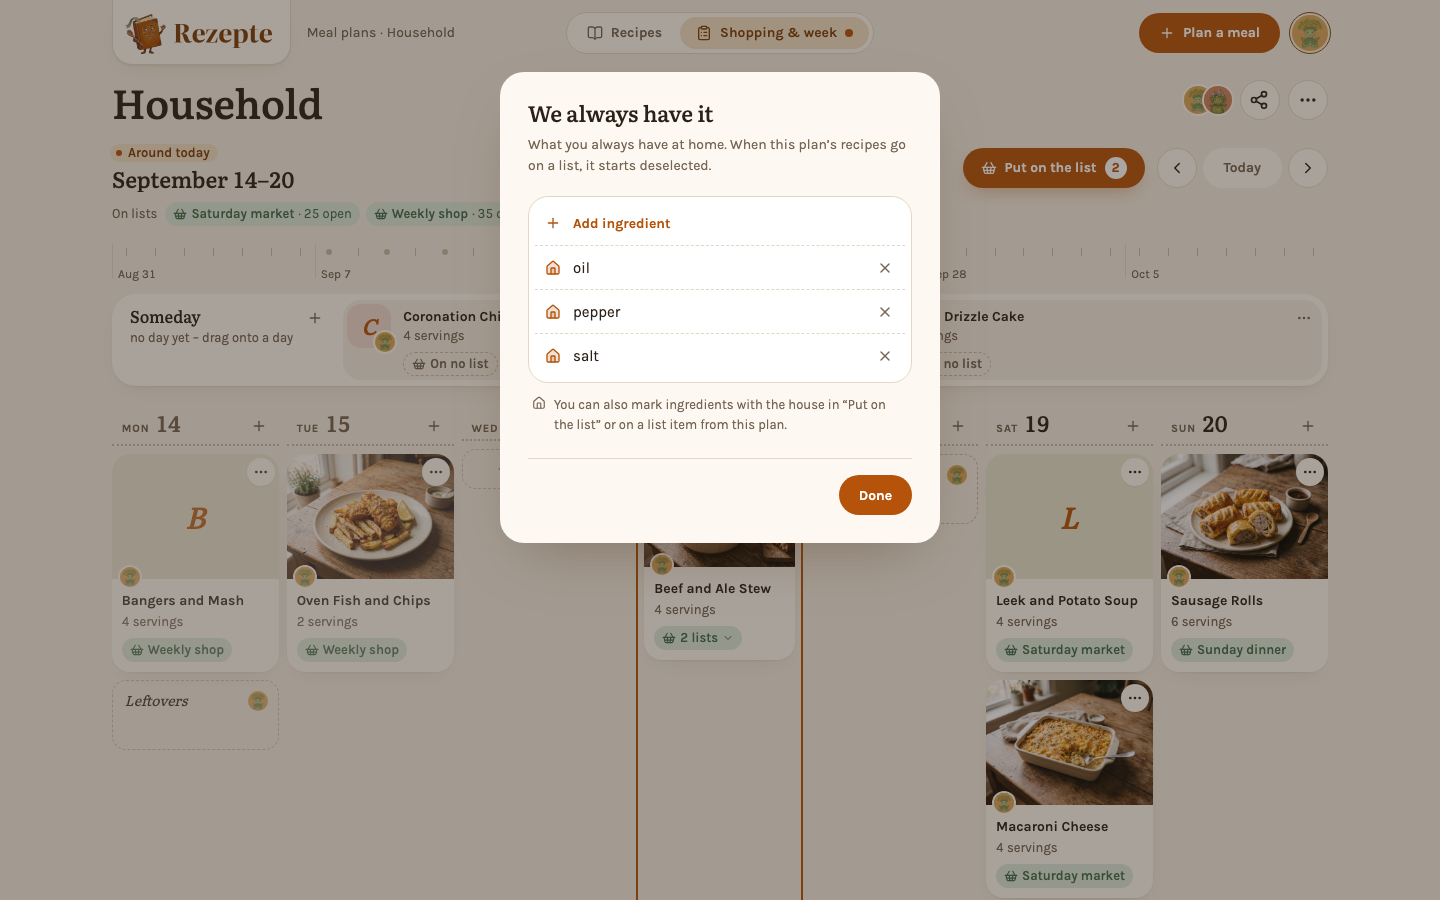 Rezepte
Meal plans · Household
Recipes
Shopping & week
Plan a meal
Household
Around today
September 14–20
Put on the list 2
Today
On lists
Saturday market · 25 open
Weekly shop · 35 o
Aug 31
Sep 7
ep 28
Oct 5
Someday
no day yet – drag onto a day
C
Coronation Chi
4 servings
On no list
Drizzle Cake
ngs
no list
We always have it
What you always have at home. When this plan’s recipes go
on a list, it starts deselected.
Add ingredient
oil
pepper
salt
You can also mark ingredients with the house in “Put on
the list” or on a list item from this plan.
Done
MON 14
TUE 15
WED
SAT 19
SUN 20
B
Bangers and Mash
4 servings
Weekly shop
Leftovers
Oven Fish and Chips
2 servings
Weekly shop
Beef and Ale Stew
4 servings
2 lists
L
Leek and Potato Soup
4 servings
Saturday market
Macaroni Cheese
4 servings
Saturday market
Sausage Rolls
6 servings
Sunday dinner